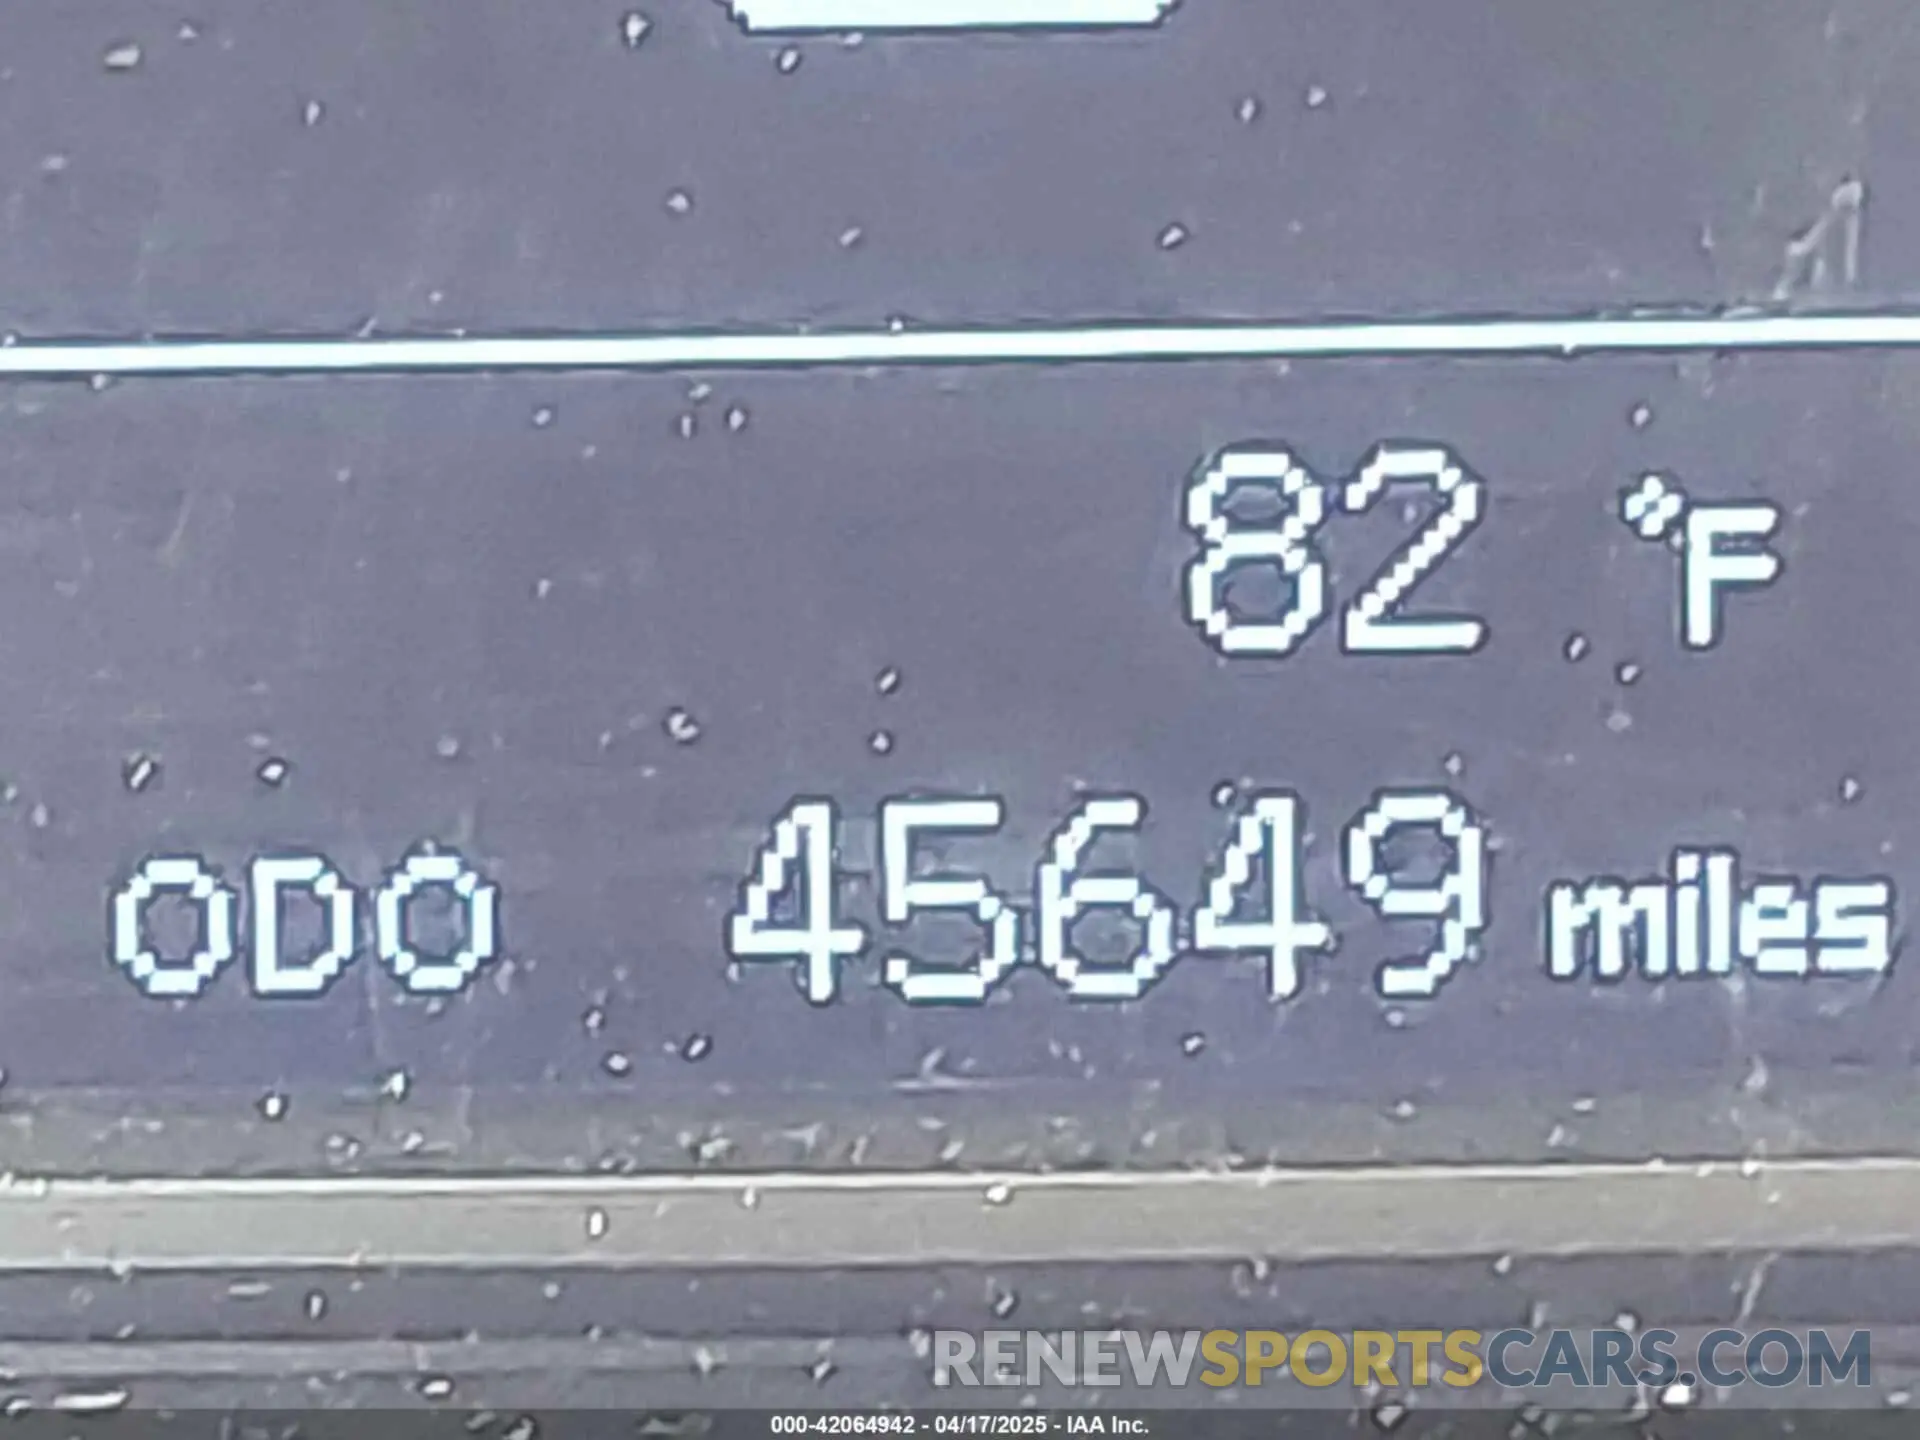 82 °F
ODO 45649 miles
RENEWSPORTSCARS.COM
000-42064942 - 04/17/2025 - IAA Inc.